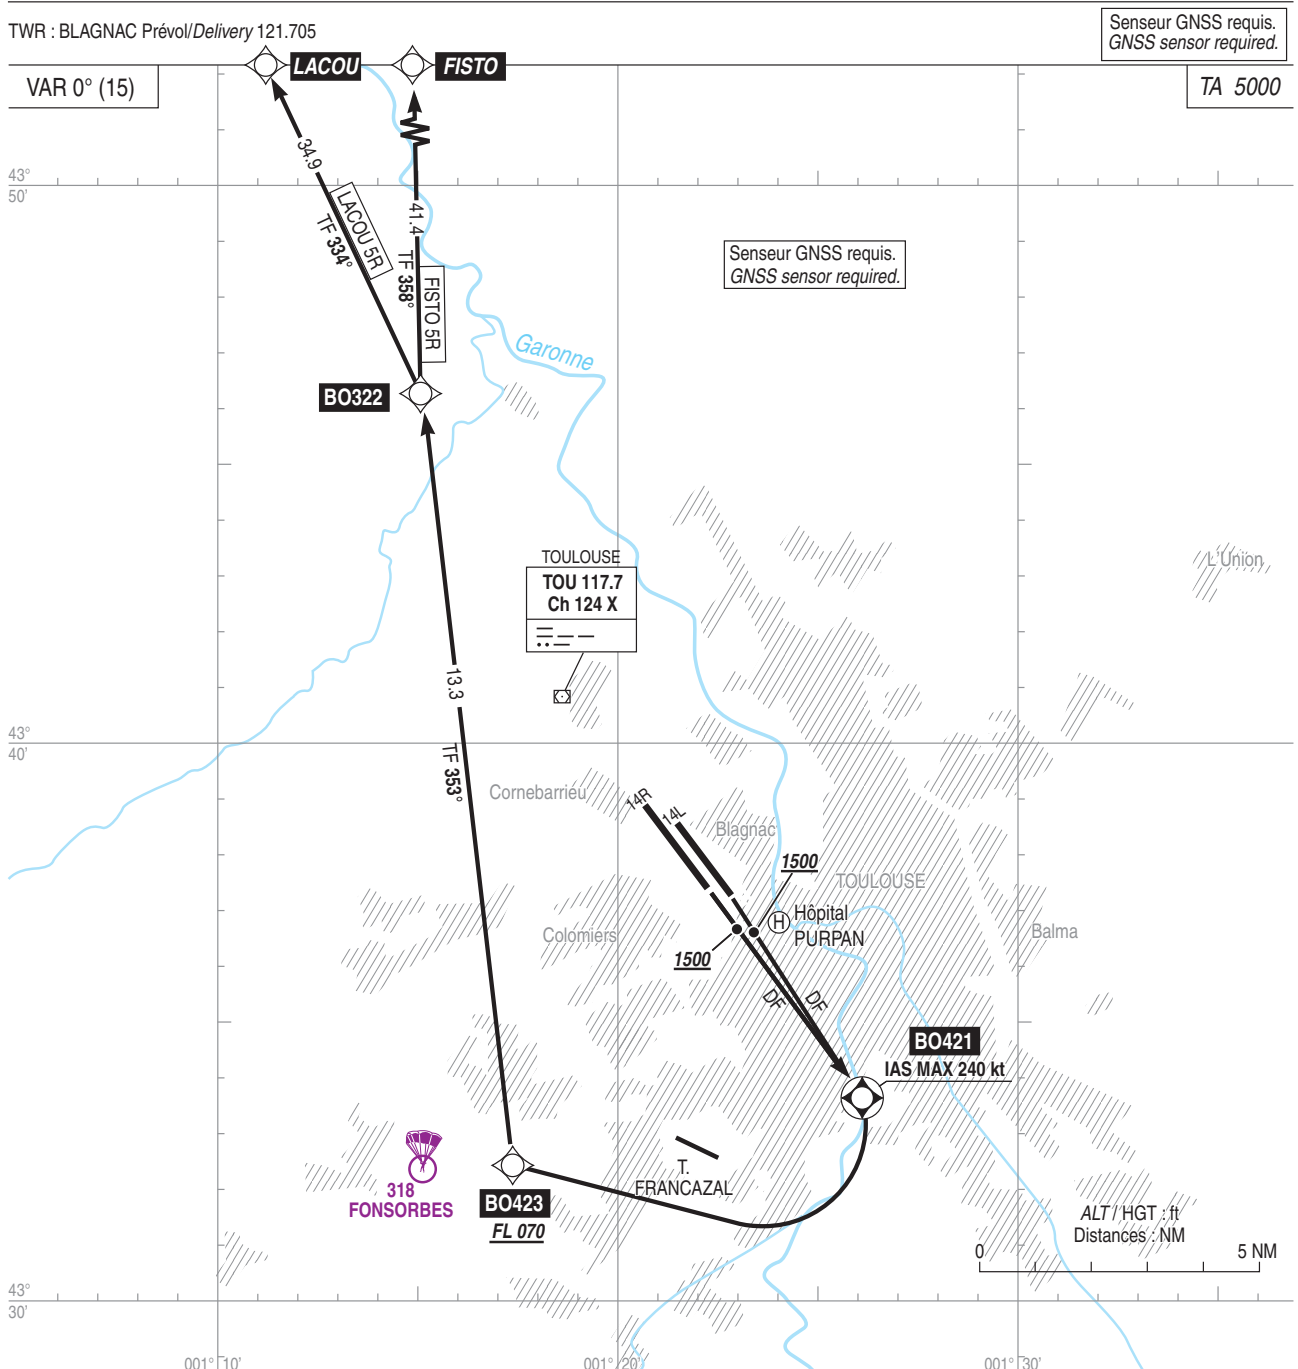 TWR : BLAGNAC Prévol/Delivery 121.705
Senseur GNSS requis.
GNSS sensor required.
LACOU
FISTO
VAR 0° (15)
TA 5000
43°
50'
34.9
LACOU 5R
TF 334°
41.4
TF 358°
FISTO 5R
Senseur GNSS requis.
GNSS sensor required.
Garonne
BO322
TOULOUSE
TOU 117.7
Ch 124 X
L'Union
13.3
TF 353°
43°
40'
Cornebarrieu
14R
14L
Blagnac
1500
TOULOUSE
H
Hôpital
PURPAN
Colomiers
1500
Balma
DF
DF
BO421
IAS MAX 240 kt
318
FONSORBES
T.
FRANCAZAL
BO423
FL 070
ALT / HGT : ft
Distances : NM
0
5 NM
43°
30'
001° 10'
001° 20'
001° 30'